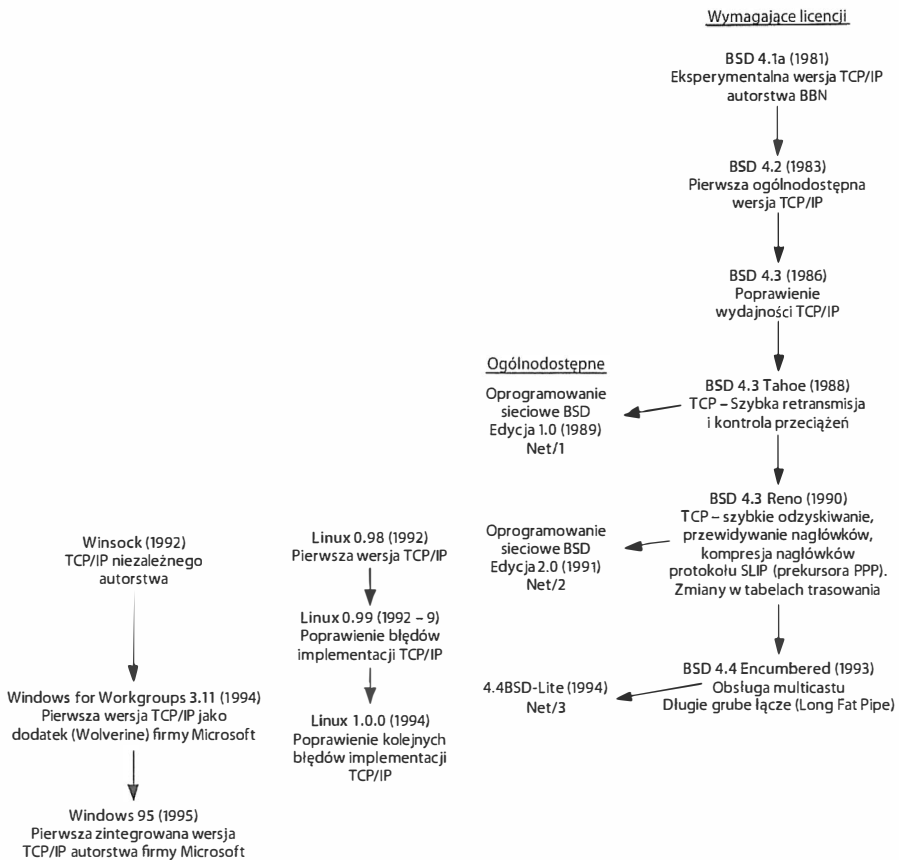 Wymagające licencji
BSD 4.1a (1981)
Eksperymentalna wersja TCP/IP
autorstwa BBN
BSD 4.2 (1983)
Pierwsza ogólnodostępna
wersja TCP/IP
BSD 4.3 (1986)
Poprawienie
wydajności TCP/IP
BSD 4.3 Tahoe (1988)
TCP – Szybka retransmisja
i kontrola przeciążeń
BSD 4.3 Reno (1990)
TCP – szybkie odzyskiwanie,
przewidywanie nagłówków,
kompresja nagłówków
protokołu SLIP (prekursora PPP).
Zmiany w tabelach trasowania
BSD 4.4 Encumbered (1993)
Obsługa multicastu
Długie grube łącze (Long Fat Pipe)
Ogólnodostępne
Oprogramowanie
sieciowe BSD
Edycja 1.0 (1989)
Net/1
Oprogramowanie
sieciowe BSD
Edycja 2.0 (1991)
Net/2
4.4BSD-Lite (1994)
Net/3
Linux 0.98 (1992)
Pierwsza wersja TCP/IP
Linux 0.99 (1992 – 9)
Poprawienie błędów
implementacji TCP/IP
Linux 1.0.0 (1994)
Poprawienie kolejnych
błędów implementacji
TCP/IP
Winsock (1992)
TCP/IP niezależnego
autorstwa
Windows for Workgroups 3.11 (1994)
Pierwsza wersja TCP/IP jako
dodatek (Wolverine) firmy Microsoft
Windows 95 (1995)
Pierwsza zintegrowana wersja
TCP/IP autorstwa firmy Microsoft